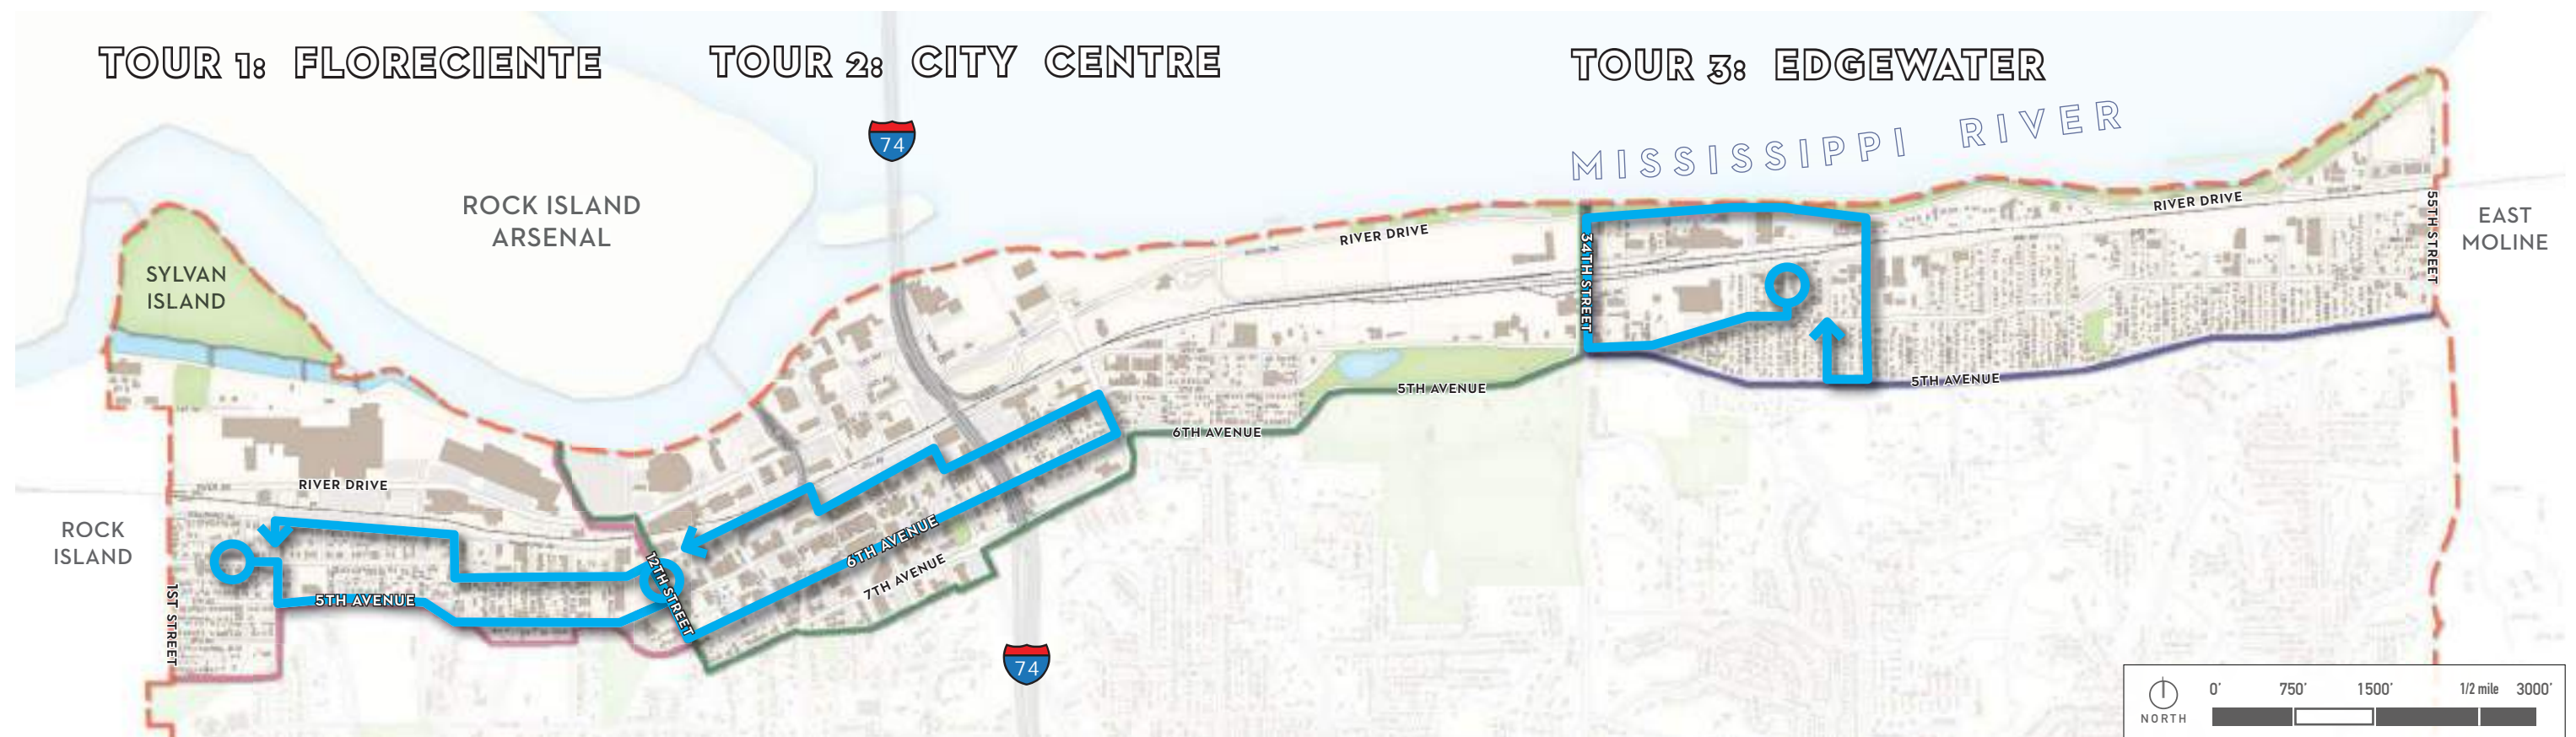 TOUR 1: FLORECIENTE
TOUR 2: CITY CENTRE
TOUR 3: EDGEWATER
MISSISSIPPI RIVER
74
ROCK ISLAND
ARSENAL
SYLVAN
ISLAND
RIVER DRIVE
RIVER DRIVE
34TH STREET
55TH STREET
EAST
MOLINE
5TH AVENUE
5TH AVENUE
6TH AVENUE
RIVER DRIVE
ROCK
ISLAND
1ST STREET
5TH AVENUE
12TH STREET
6TH AVENUE
7TH AVENUE
74
NORTH
0' 750' 1500' 1/2 mile 3000'